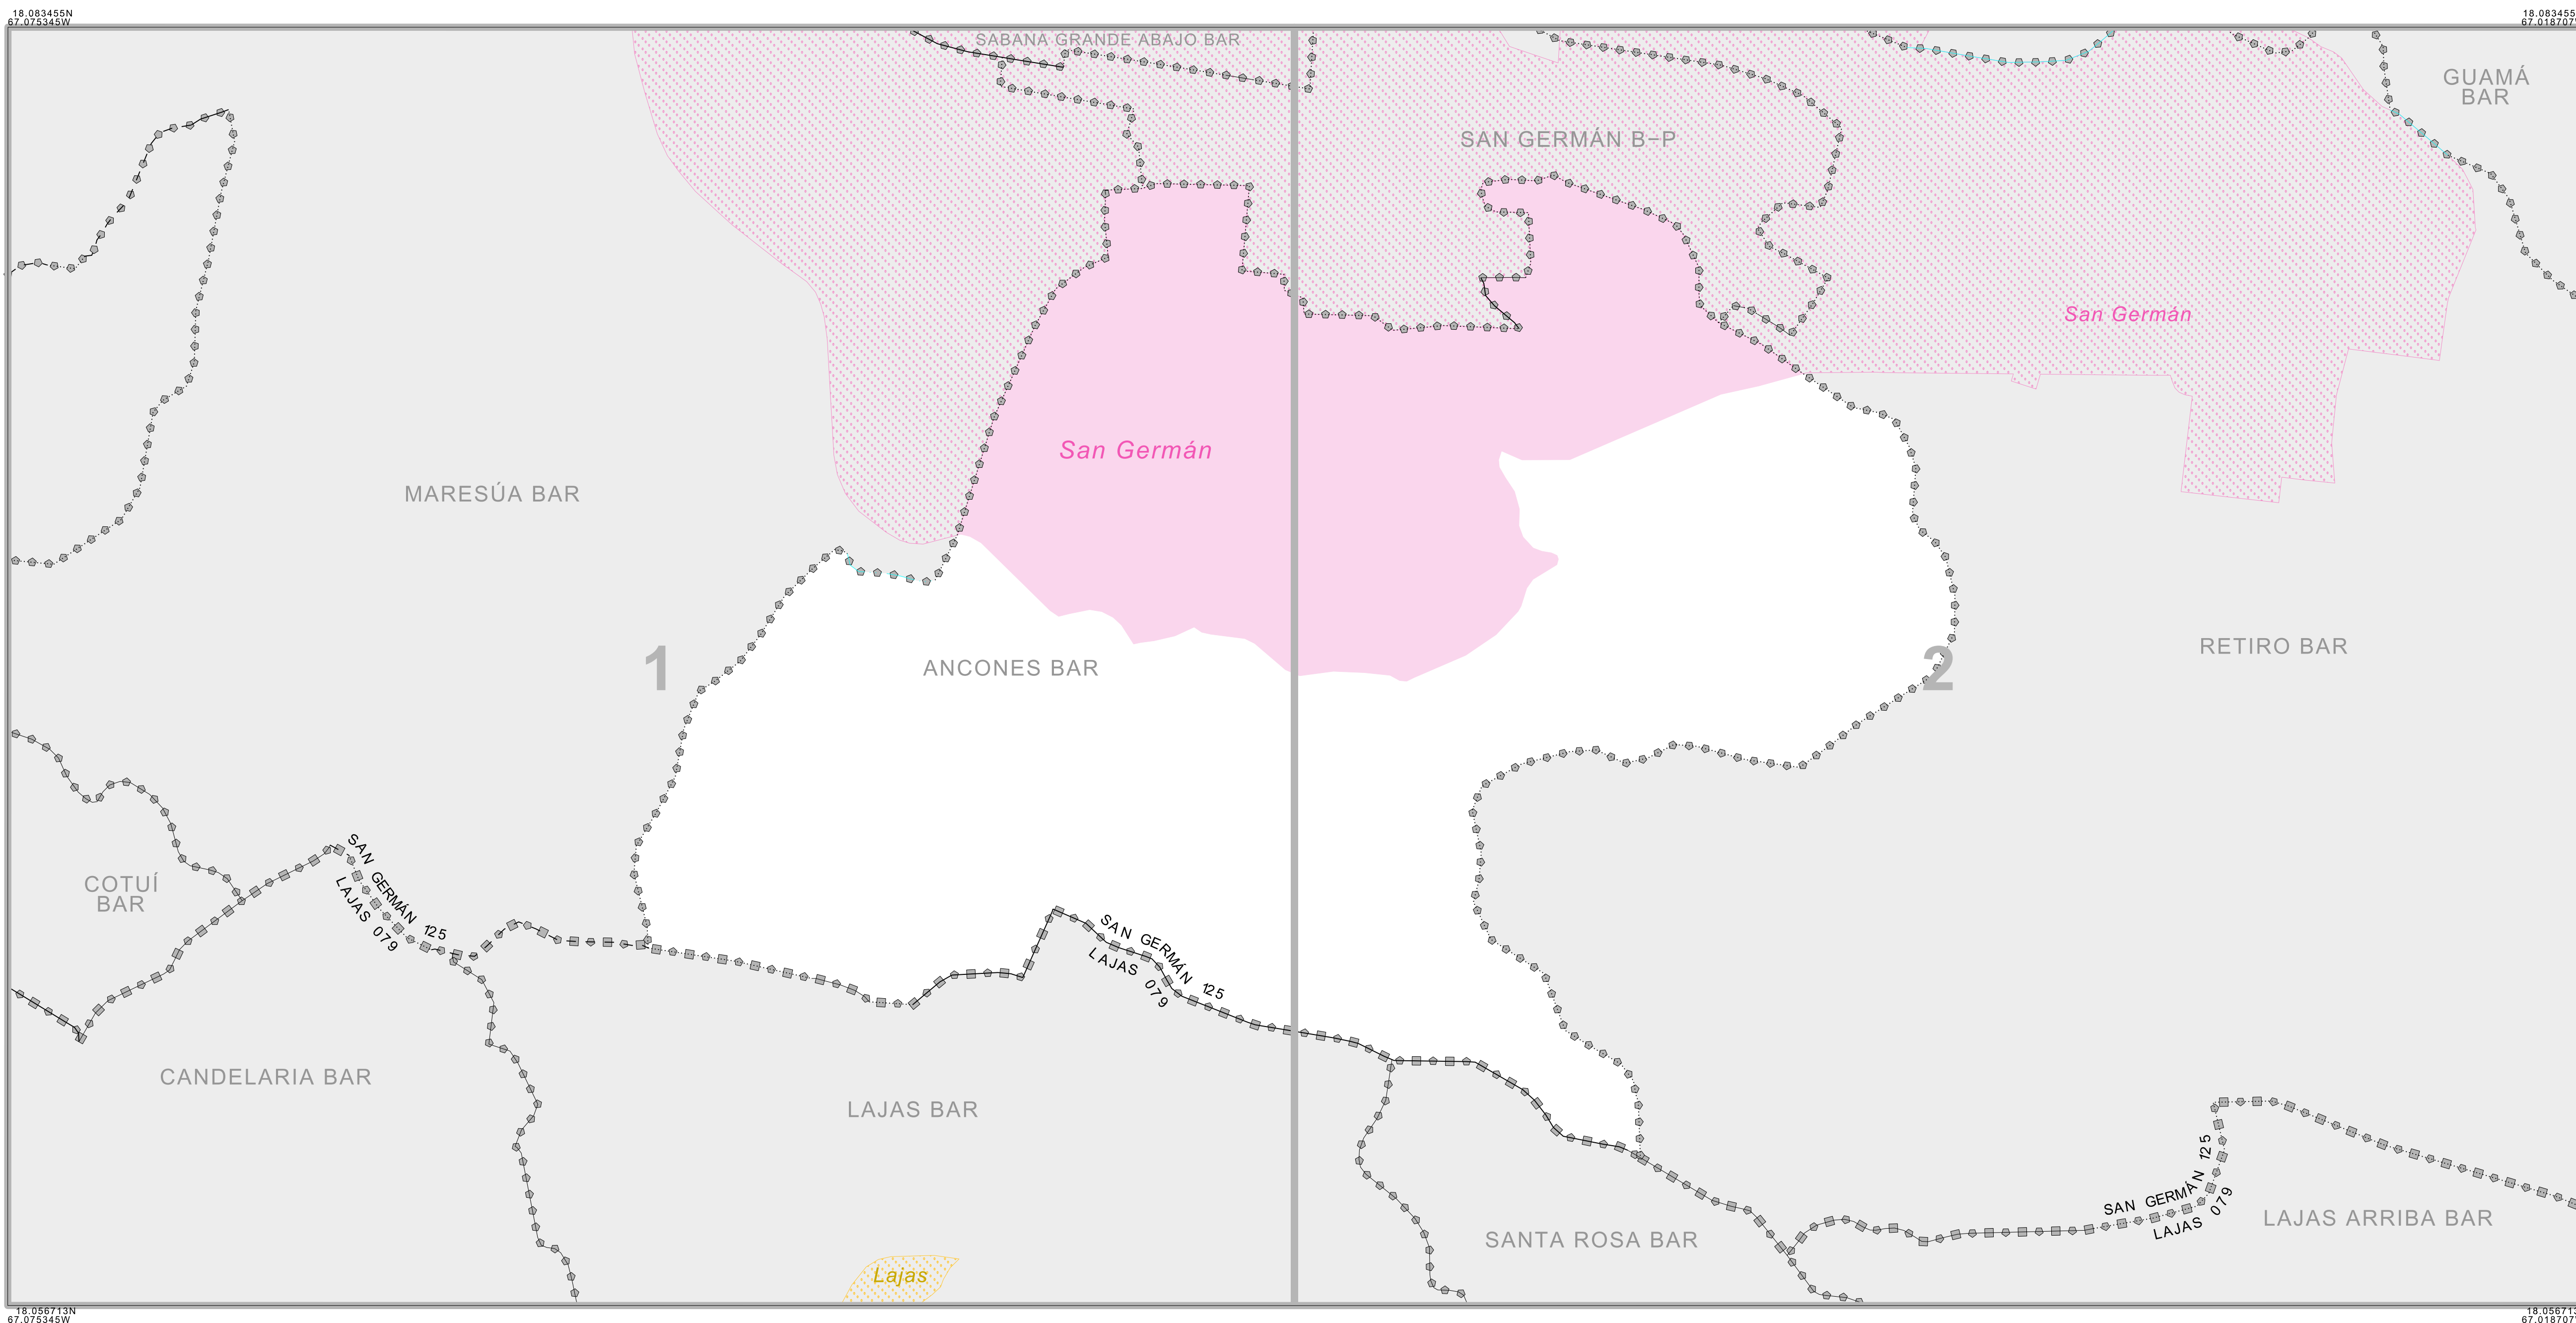 18.083455N
67.075345W
18.083455
67.018707
SABANA GRANDE ABAJO BAR
GUAMÁ
BAR
SAN GERMÁN B-P
San Germán
San Germán
MARESÚA BAR
1
ANCONES BAR
2
RETIRO BAR
COTUÍ
BAR
SAN GERMÁN 125
LAJAS 079
SAN GERMÁN 125
LAJAS 079
CANDELARIA BAR
LAJAS BAR
SAN GERMÁN 125
LAJAS 079
LAJAS ARRIBA BAR
SANTA ROSA BAR
Lajas
18.056713N
67.075345W
18.056713
67.018707